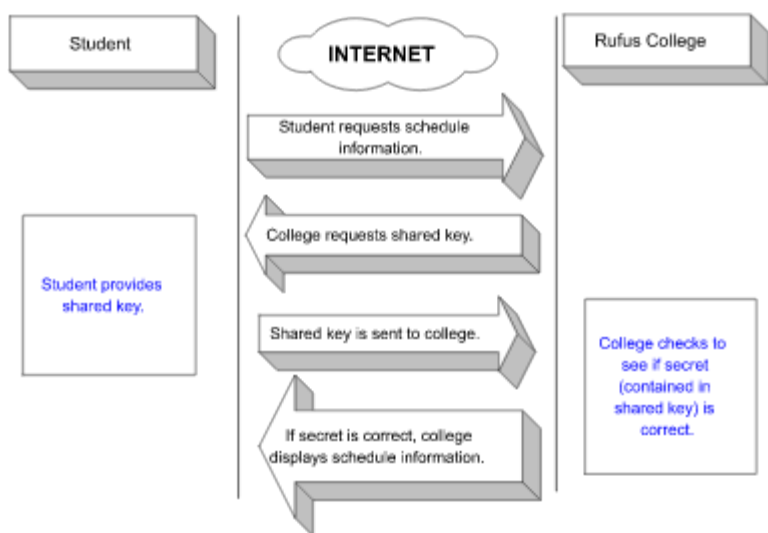 Student
INTERNET
Rufus College
Student requests schedule
information.
College requests shared key.
Student provides
shared key.
Shared key is sent to college.
College checks to
see if secret
(contained in
shared key) is
correct.
If secret is correct, college
displays schedule information.